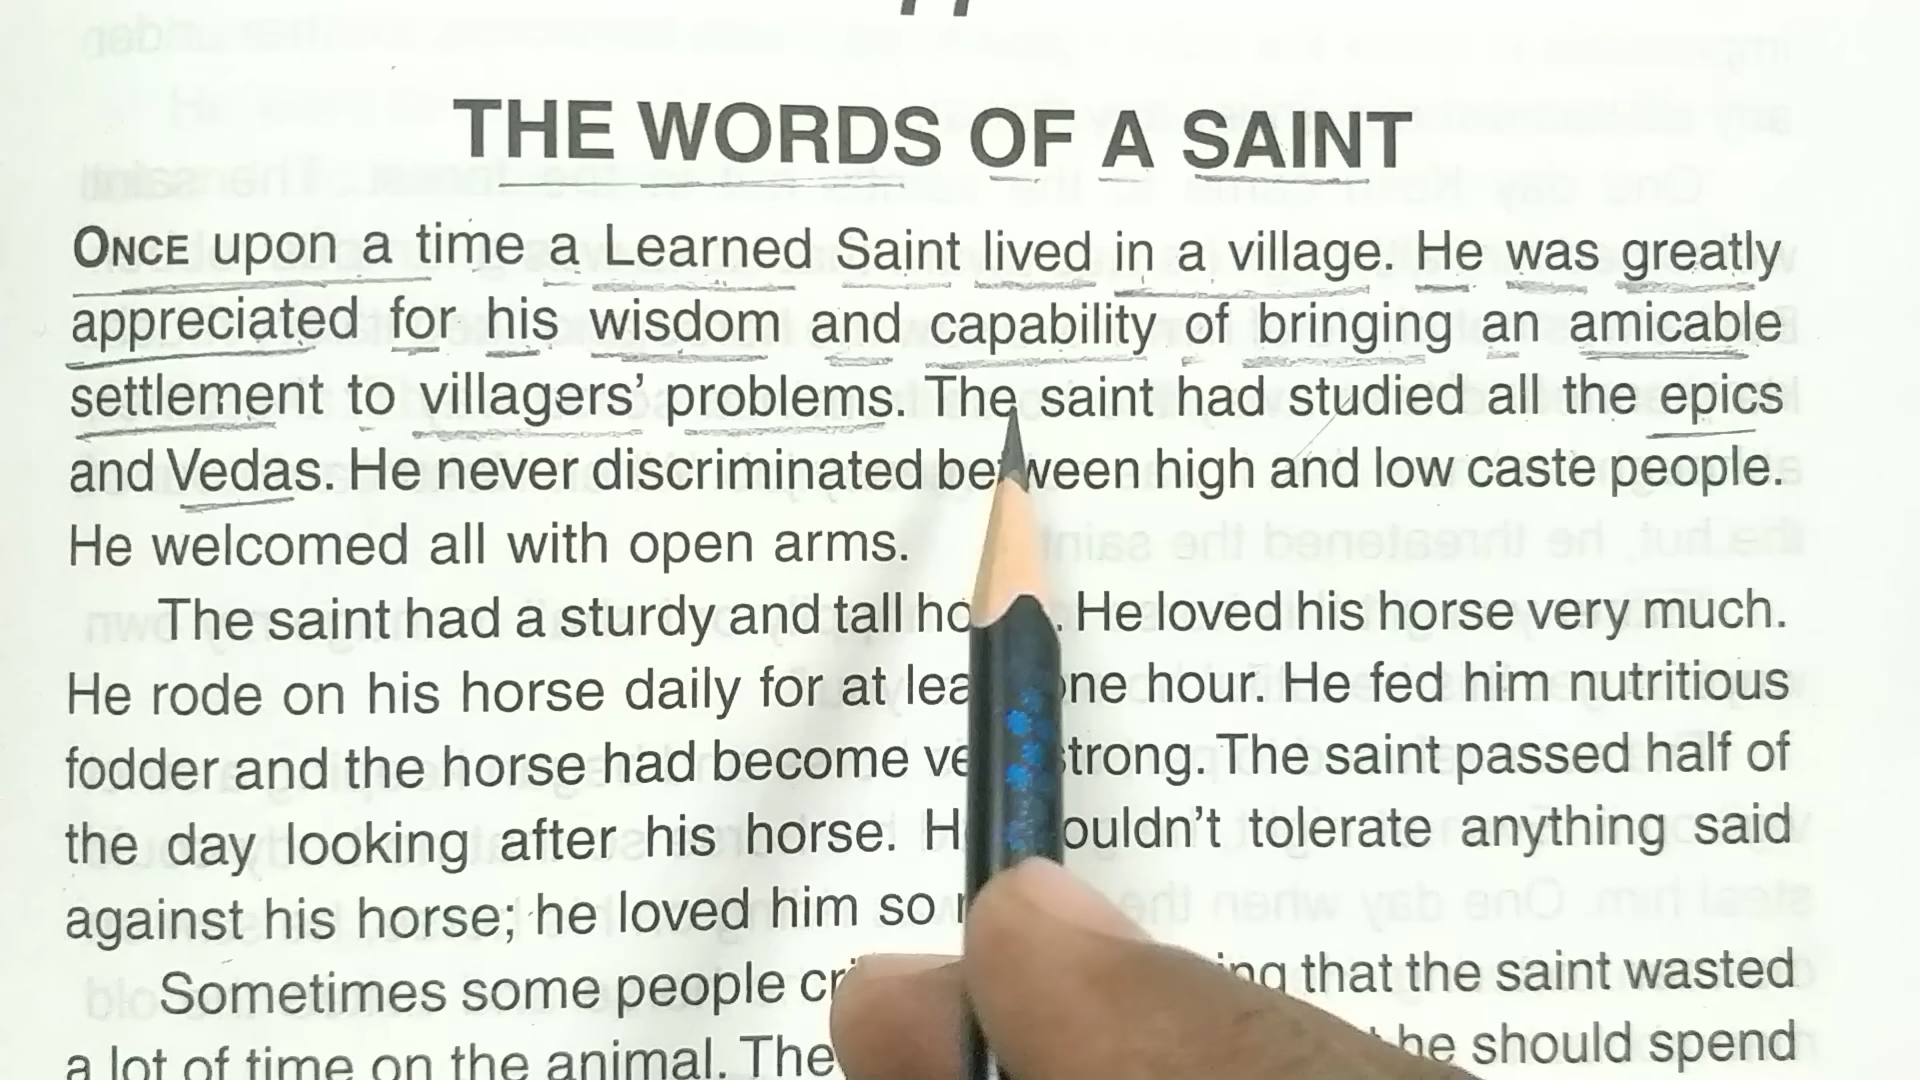 THE WORDS OF A SAINT
ONCE upon a time a Learned Saint lived in a village. He was greatly
appreciated for his wisdom and capability of bringing an amicable
settlement to villagers' problems. The saint had studied all the epics
and Vedas. He never discriminated between high and low caste people.
He welcomed all with open arms.
The saint had a sturdy and tall . He loved his horse very much.
He rode on his horse daily for at one hour. He fed him nutritious
fodder and the horse had become strong. The saint passed half of
the day looking after his horse. tolerate anything said
against his horse; he loved him so
Sometimes some people that the saint wasted
a lot of time on the animal. he should spend